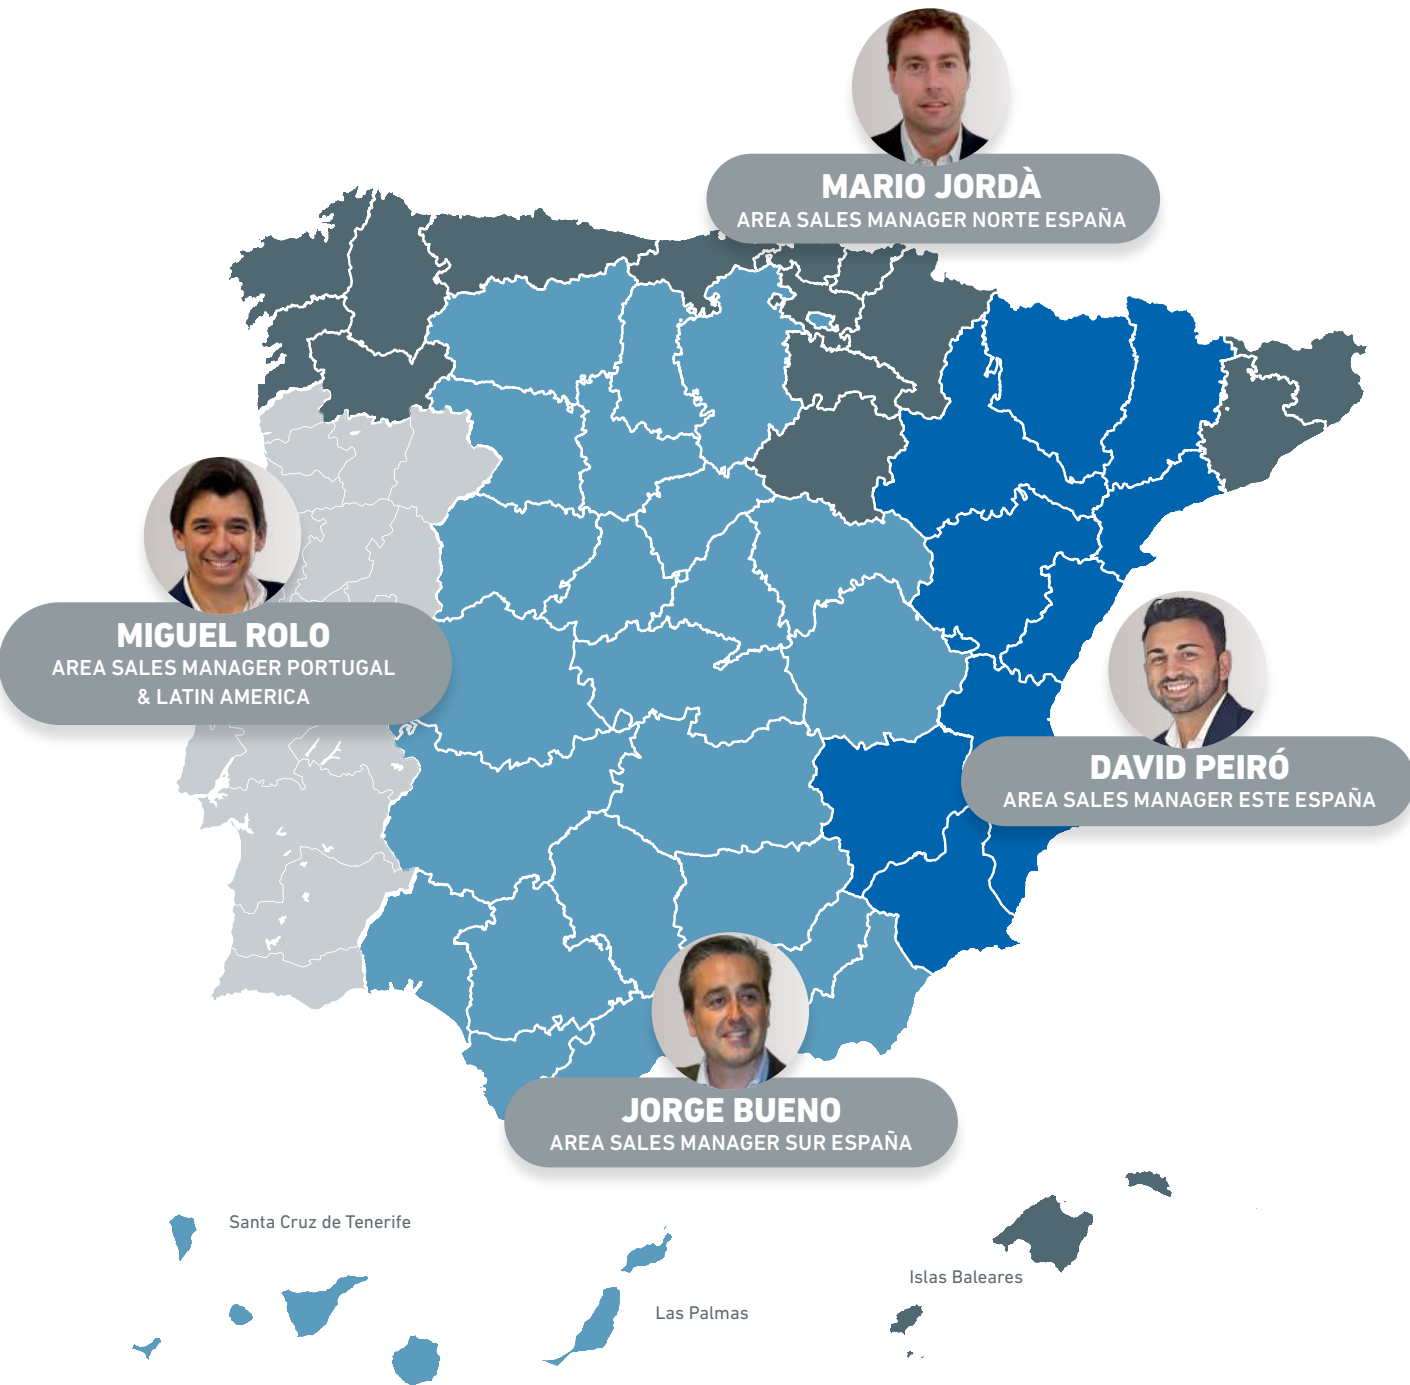 MARIO JORDÀ
AREA SALES MANAGER NORTE ESPAÑA
MIGUEL ROLO
AREA SALES MANAGER PORTUGAL
& LATIN AMERICA
DAVID PEIRÓ
AREA SALES MANAGER ESTE ESPAÑA
JORGE BUENO
AREA SALES MANAGER SUR ESPAÑA
Santa Cruz de Tenerife
Islas Baleares
Las Palmas